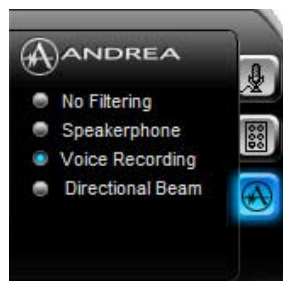 ANDREA
No Filtering
Speakerphone
Voice Recording
Directional Beam